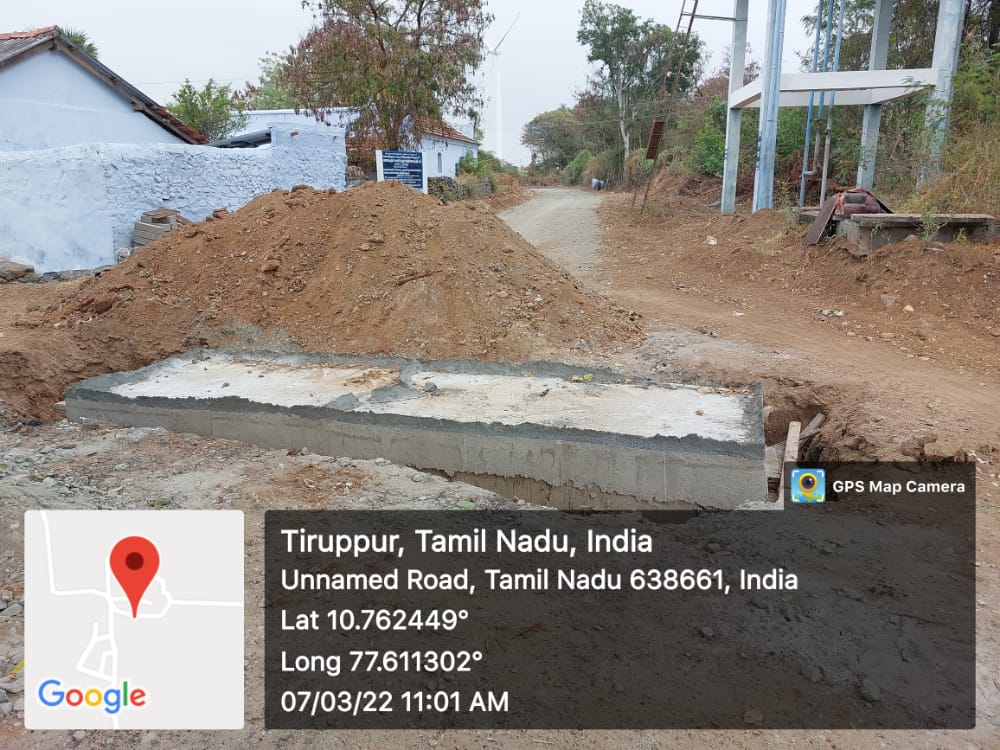 GPS Map Camera
Tiruppur, Tamil Nadu, India
Unnamed Road, Tamil Nadu 638661, India
Lat 10.762449°
Long 77.611302°
07/03/22 11:01 AM
Google